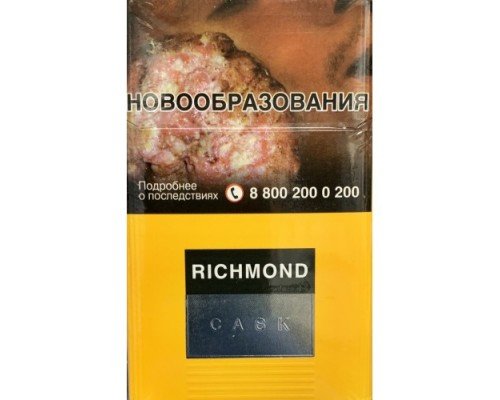 НОВООБРАЗОВАНИЯ
Подробнее
о последствиях
8 800 200 0 200
RICHMOND
CASK